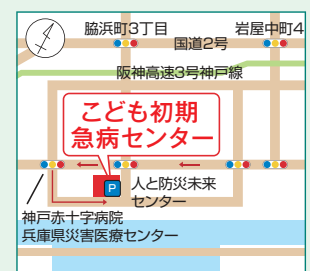 脇浜町3丁目
岩屋中町4
国道2号
阪神高速3号神戸線
こども初期
急病センター
P
人と防災未来
センター
神戸赤十字病院
兵庫県災害医療センター